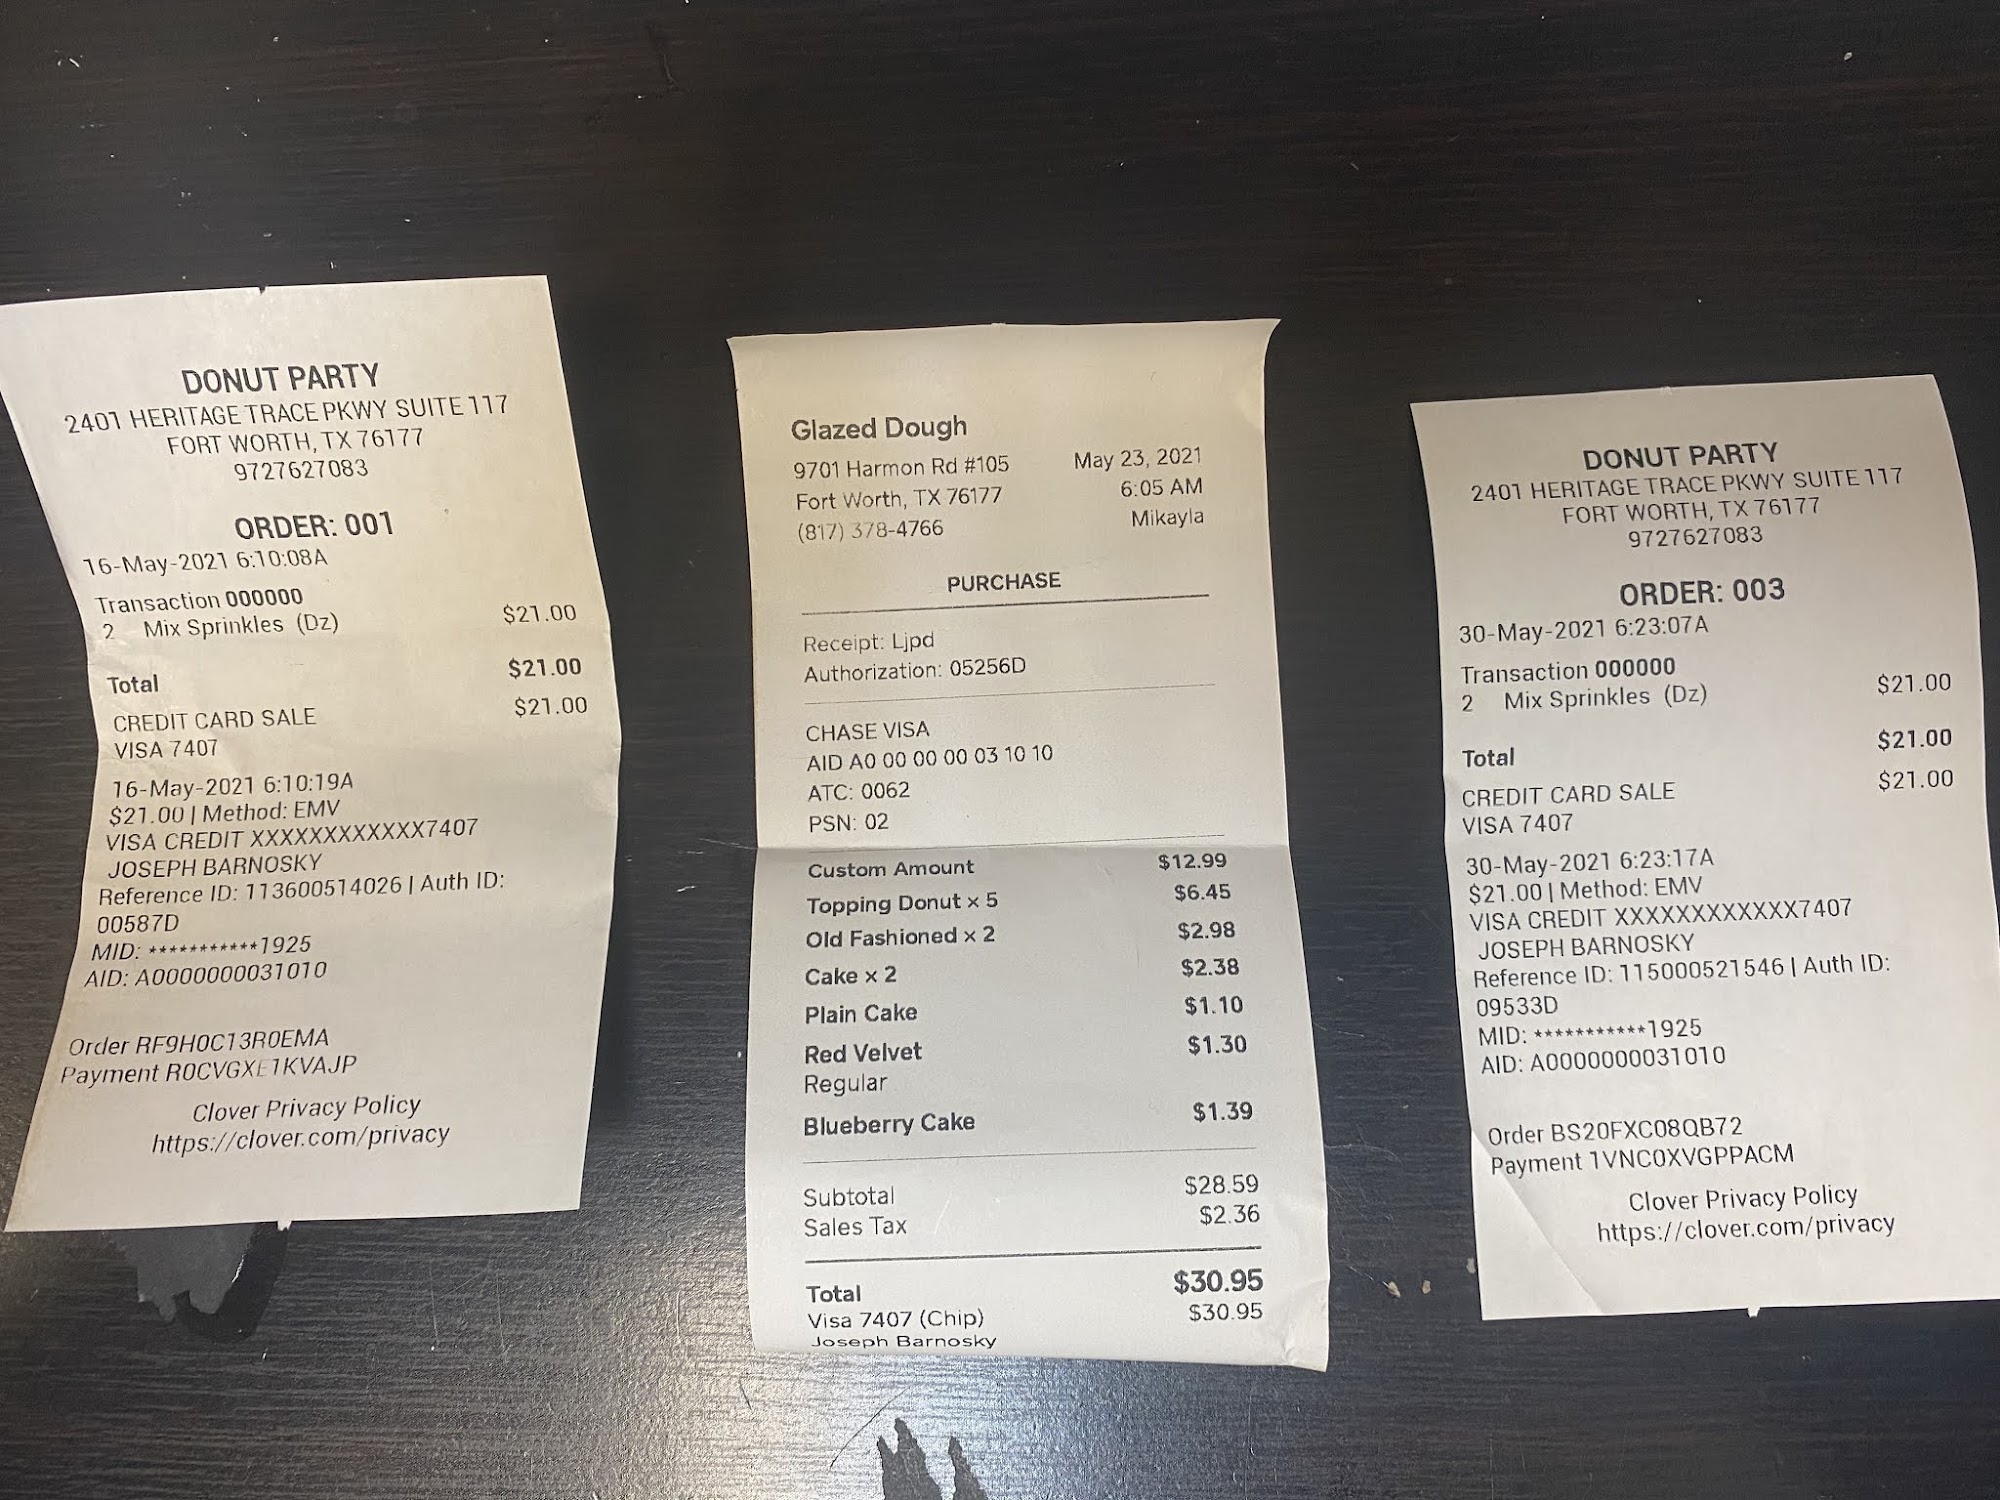 DONUT PARTY
2401 HERITAGE TRACE PKWY SUITE 117
FORT WORTH, TX 76177
9727627083
ORDER: 001
16-May-2021 6:10:08A
Transaction 000000
2 Mix Sprinkles (Dz) $21.00
Total $21.00
CREDIT CARD SALE $21.00
VISA 7407
16-May-2021 6:10:19A
$21.00 | Method: EMV
VISA CREDIT XXXXXXXXXXXX7407
JOSEPH BARNOSKY
Reference ID: 113600514026 | Auth ID:
00587D
MID: ***********1925
AID: A0000000031010
Order RF9H0C13R0EMA
Payment R0CVGXE1KVAJP
Clover Privacy Policy
https://clover.com/privacy
Glazed Dough
9701 Harmon Rd #105 May 23, 2021
Fort Worth, TX 76177 6:05 AM
(817) 378-4766 Mikayla
PURCHASE
Receipt: Ljpd
Authorization: 05256D
CHASE VISA
AID A0 00 00 00 03 10 10
ATC: 0062
PSN: 02
Custom Amount $12.99
Topping Donut × 5 $6.45
Old Fashioned × 2 $2.98
Cake × 2 $2.38
Plain Cake $1.10
Red Velvet $1.30
Regular
Blueberry Cake $1.39
Subtotal $28.59
Sales Tax $2.36
Total $30.95
Visa 7407 (Chip) $30.95
Joseph Barnosky
DONUT PARTY
2401 HERITAGE TRACE PKWY SUITE 117
FORT WORTH, TX 76177
9727627083
ORDER: 003
30-May-2021 6:23:07A
Transaction 000000
2 Mix Sprinkles (Dz) $21.00
Total $21.00
CREDIT CARD SALE $21.00
VISA 7407
30-May-2021 6:23:17A
$21.00 | Method: EMV
VISA CREDIT XXXXXXXXXXXX7407
JOSEPH BARNOSKY
Reference ID: 115000521546 | Auth ID:
09533D
MID: ***********1925
AID: A0000000031010
Order BS20FXC08QB72
Payment 1VNC0XVGPPACM
Clover Privacy Policy
https://clover.com/privacy